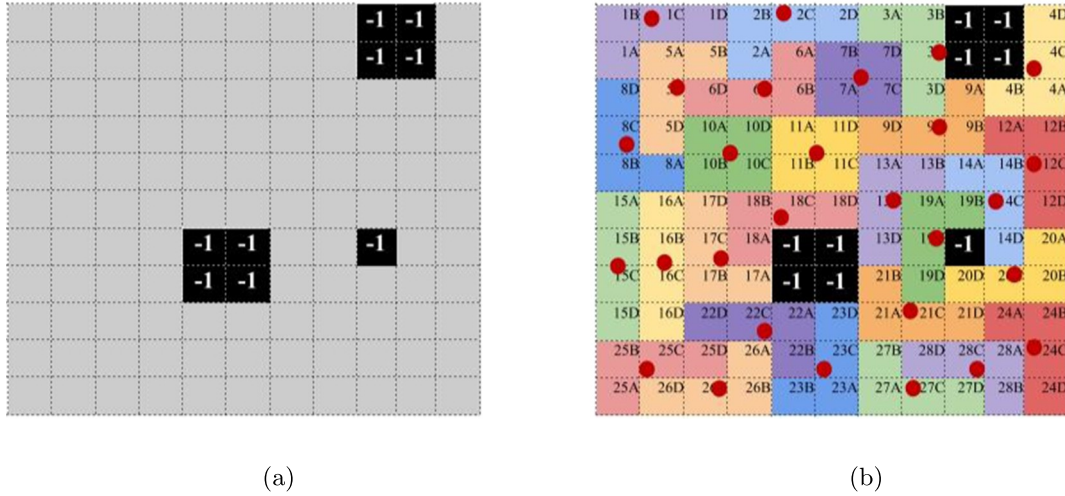 -1 -1
-1 -1
-1 -1 -1
-1 -1
(a)
1B 1C 1D 2B 2C 2D 3A 3B -1 -1 4D
1A 5A 5B 2A 6A 7B 7D -1 -1 4C
8D 6D 6B 7A 7C 3D 9A 4B 4A
8C 5D 10A 10D 11A 11D 9D 9B 12A 12B
8B 8A 10B 10C 11B 11C 13A 13B 14A 14B 12C
15A 16A 17D 18B 18C 18D 19A 19B 4C 12D
15B 16B 17C 18A -1 -1 13D -1 14D 20A
15C 16C 17B 17A -1 -1 21B 19D 20D 20B
15D 16D 22D 22C 22A 23D 21A 21C 21D 24A 24B
25B 25C 25D 26A 22B 23C 27B 28D 28C 28A 24C
25A 26D 26B 23B 23A 27A 27C 27D 28B 24D
(b)